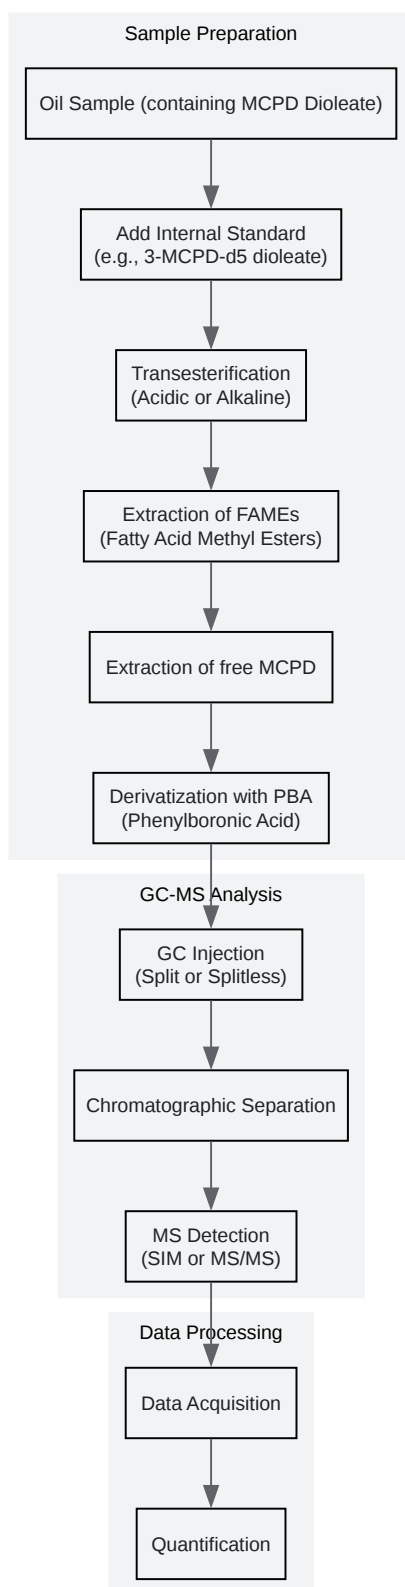 Sample Preparation
Oil Sample (containing MCPD Dioleate)
Add Internal Standard
(e.g., 3-MCPD-d5 dioleate)
Transesterification
(Acidic or Alkaline)
Extraction of FAMEs
(Fatty Acid Methyl Esters)
Extraction of free MCPD
Derivatization with PBA
(Phenylboronic Acid)
GC-MS Analysis
GC Injection
(Split or Splitless)
Chromatographic Separation
MS Detection
(SIM or MS/MS)
Data Processing
Data Acquisition
Quantification